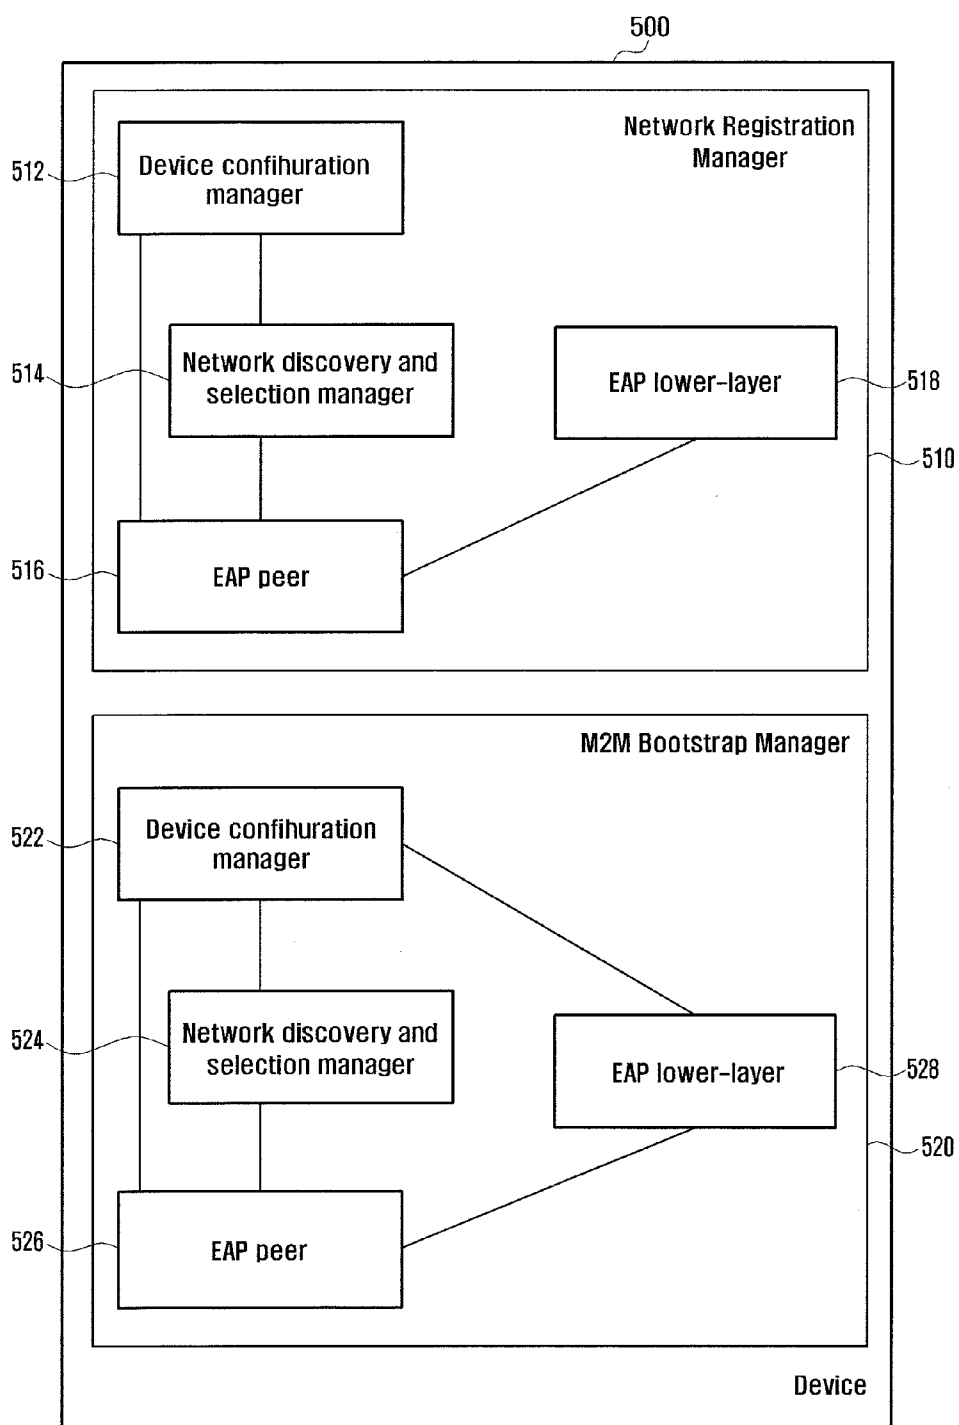 500
Network Registration
Manager
512
Device confihuration
manager
514
Network discovery and
selection manager
EAP lower-layer
518
510
516
EAP peer
M2M Bootstrap Manager
522
Device confihuration
manager
524
Network discovery and
selection manager
EAP lower-layer
528
520
526
EAP peer
Device